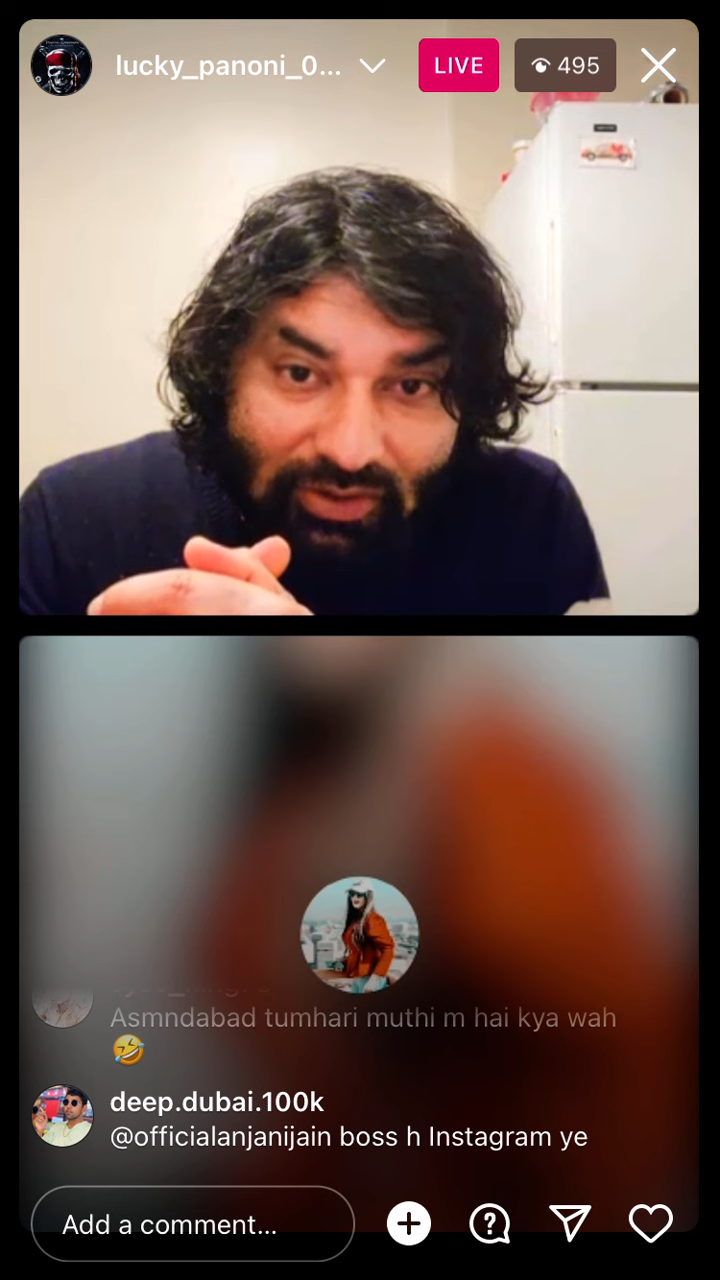 lucky_panoni_0...
LIVE
495
Asmndabad tumhari muthi m hai kya wah
🤣
deep.dubai.100k
@officialanjanijain boss h Instagram ye
Add a comment...